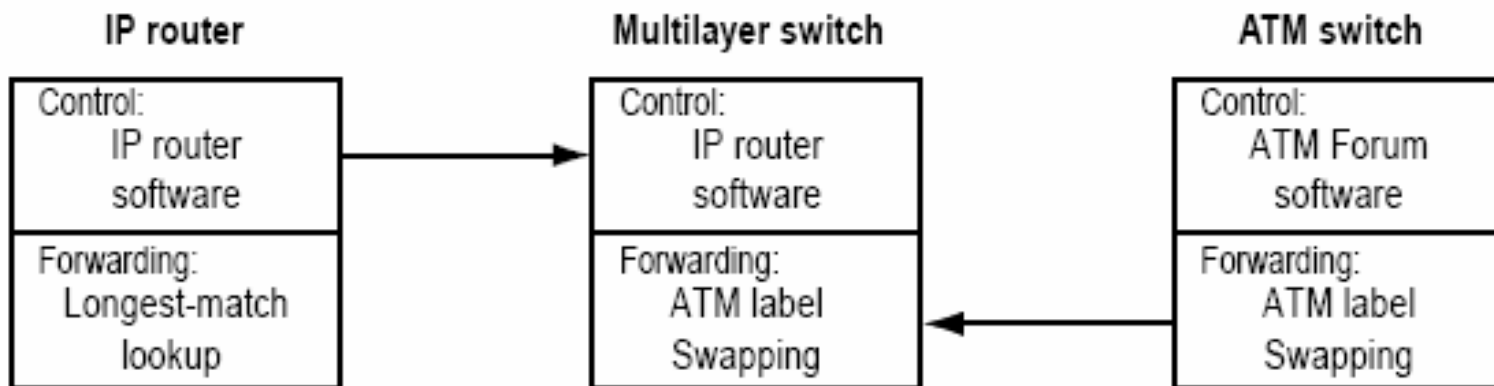 IP router
Control:
IP router
software
Forwarding:
Longest-match
lookup
Multilayer switch
Control:
IP router
software
Forwarding:
ATM label
Swapping
ATM switch
Control:
ATM Forum
software
Forwarding:
ATM label
Swapping